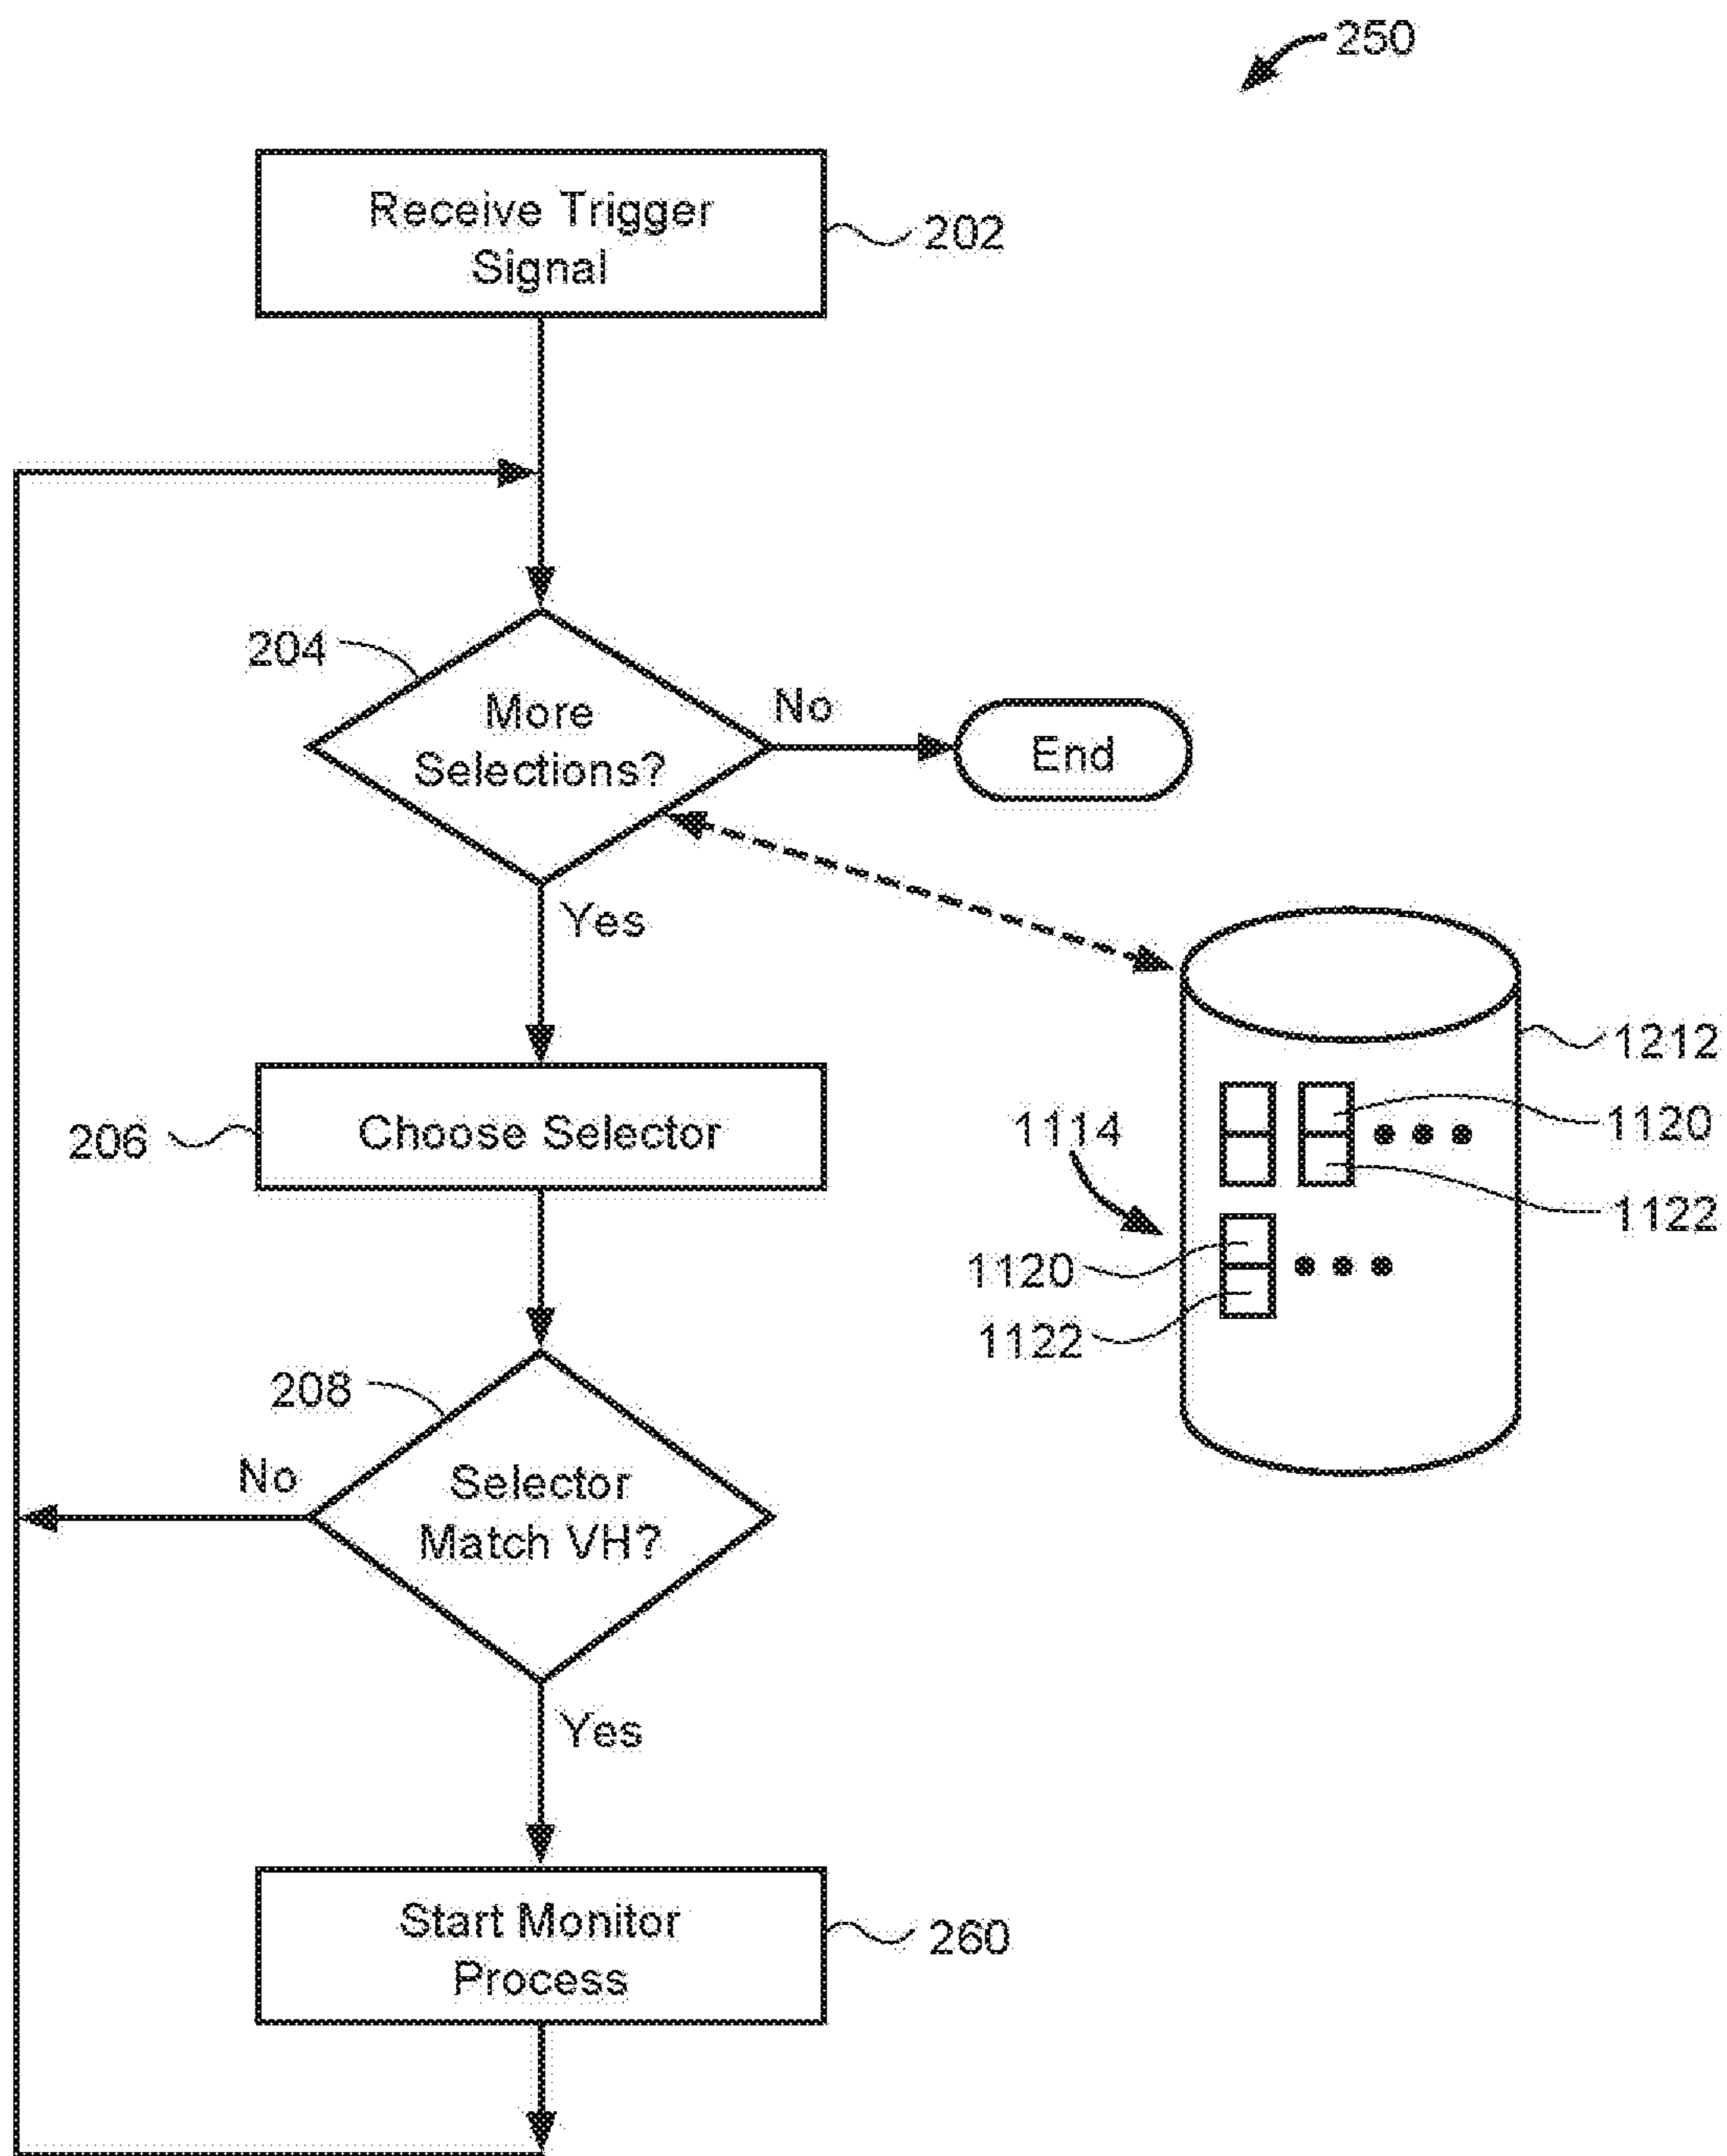 250
Receive Trigger
Signal
202
204
More
Selections?
No
End
Yes
206
Choose Selector
1212
1114
1120
1122
1120
1122
208
No
Selector
Match VH?
Yes
Start Monitor
Process
260